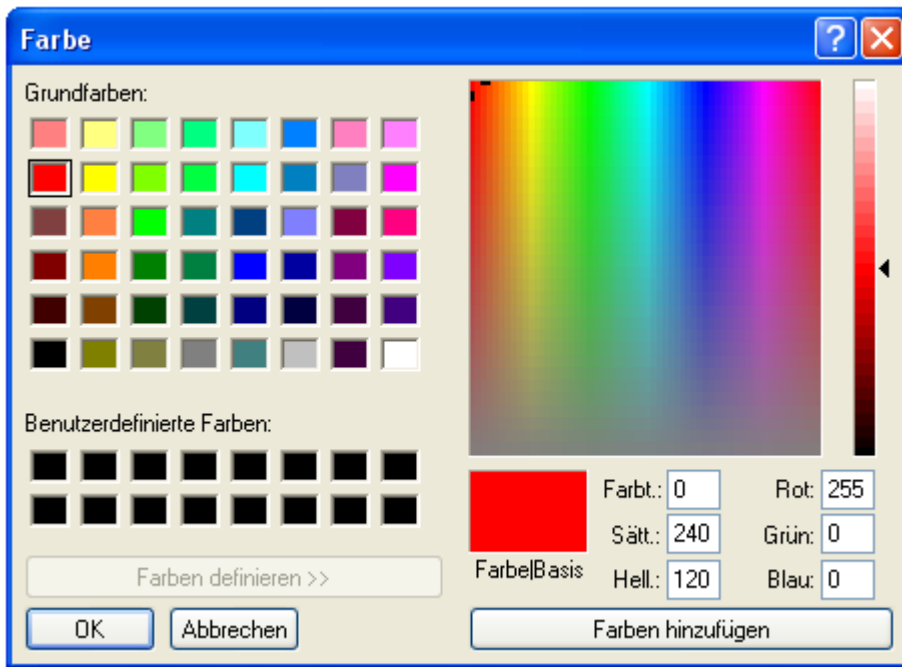 Farbe
Grundfarben:
Benutzerdefinierte Farben:
Farben definieren >>
OK
Abbrechen
Farbe|Basis
Farbt.: 0
Sätt.: 240
Hell.: 120
Rot: 255
Grün: 0
Blau: 0
Farben hinzufügen